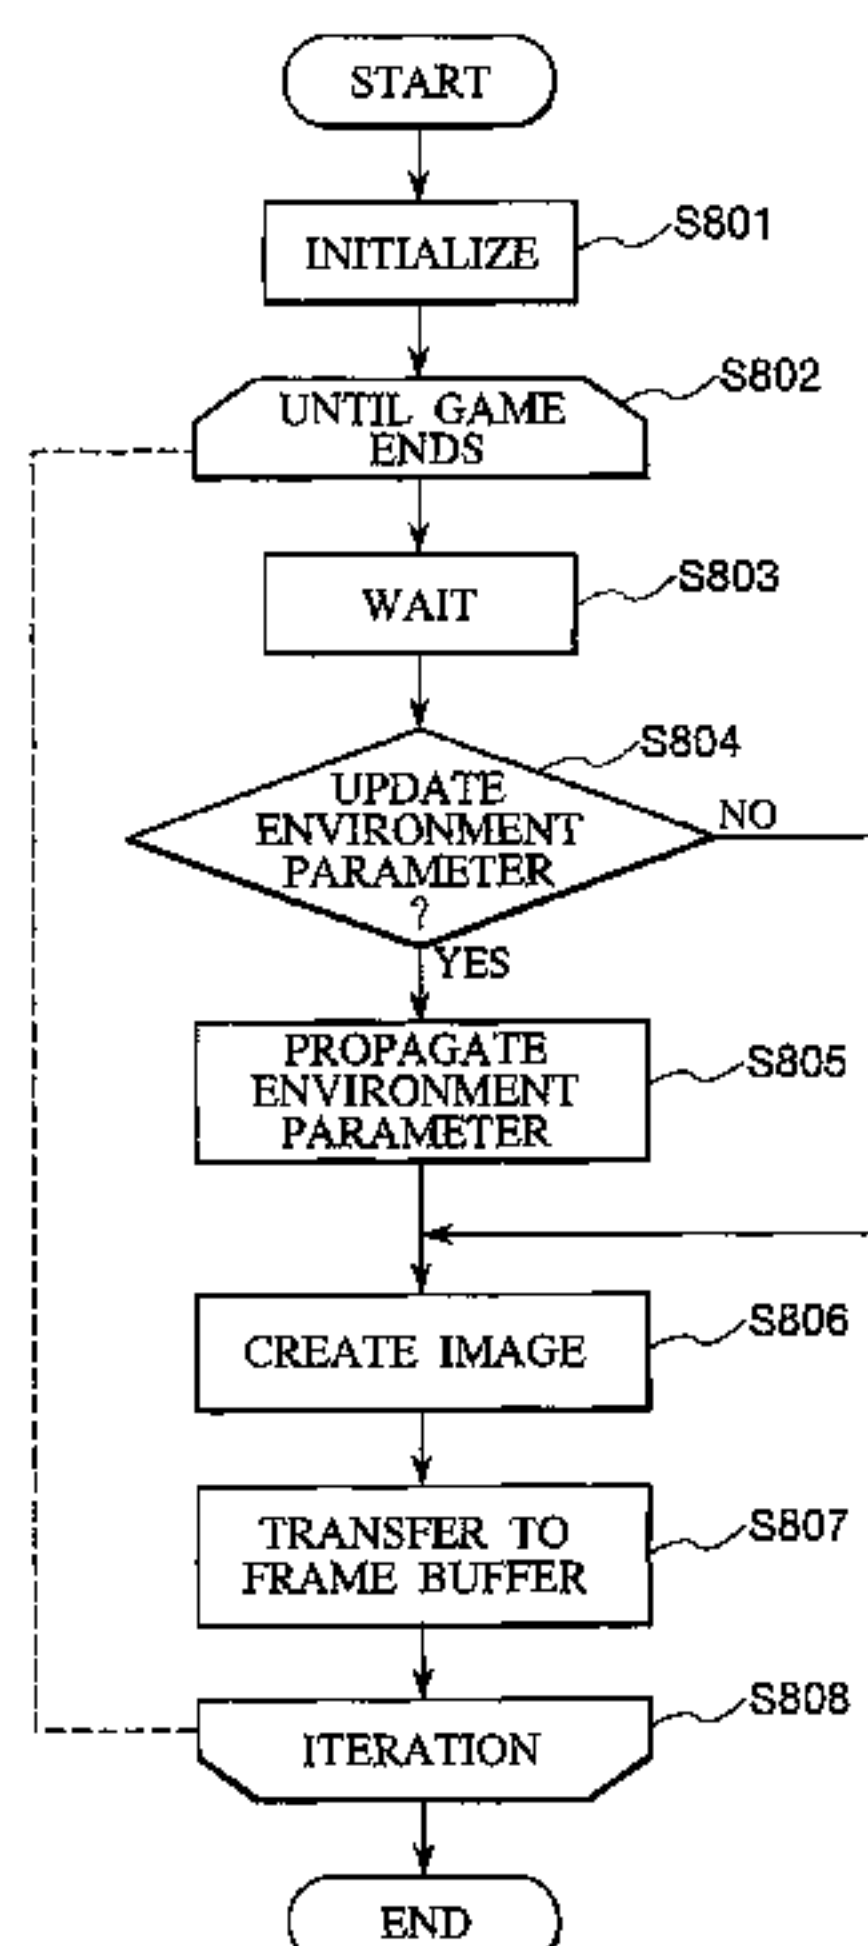 START
INITIALIZE
S801
UNTIL GAME
ENDS
S802
WAIT
S803
UPDATE
ENVIRONMENT
PARAMETER
?
S804
NO
YES
PROPAGATE
ENVIRONMENT
PARAMETER
S805
CREATE IMAGE
S806
TRANSFER TO
FRAME BUFFER
S807
ITERATION
S808
END